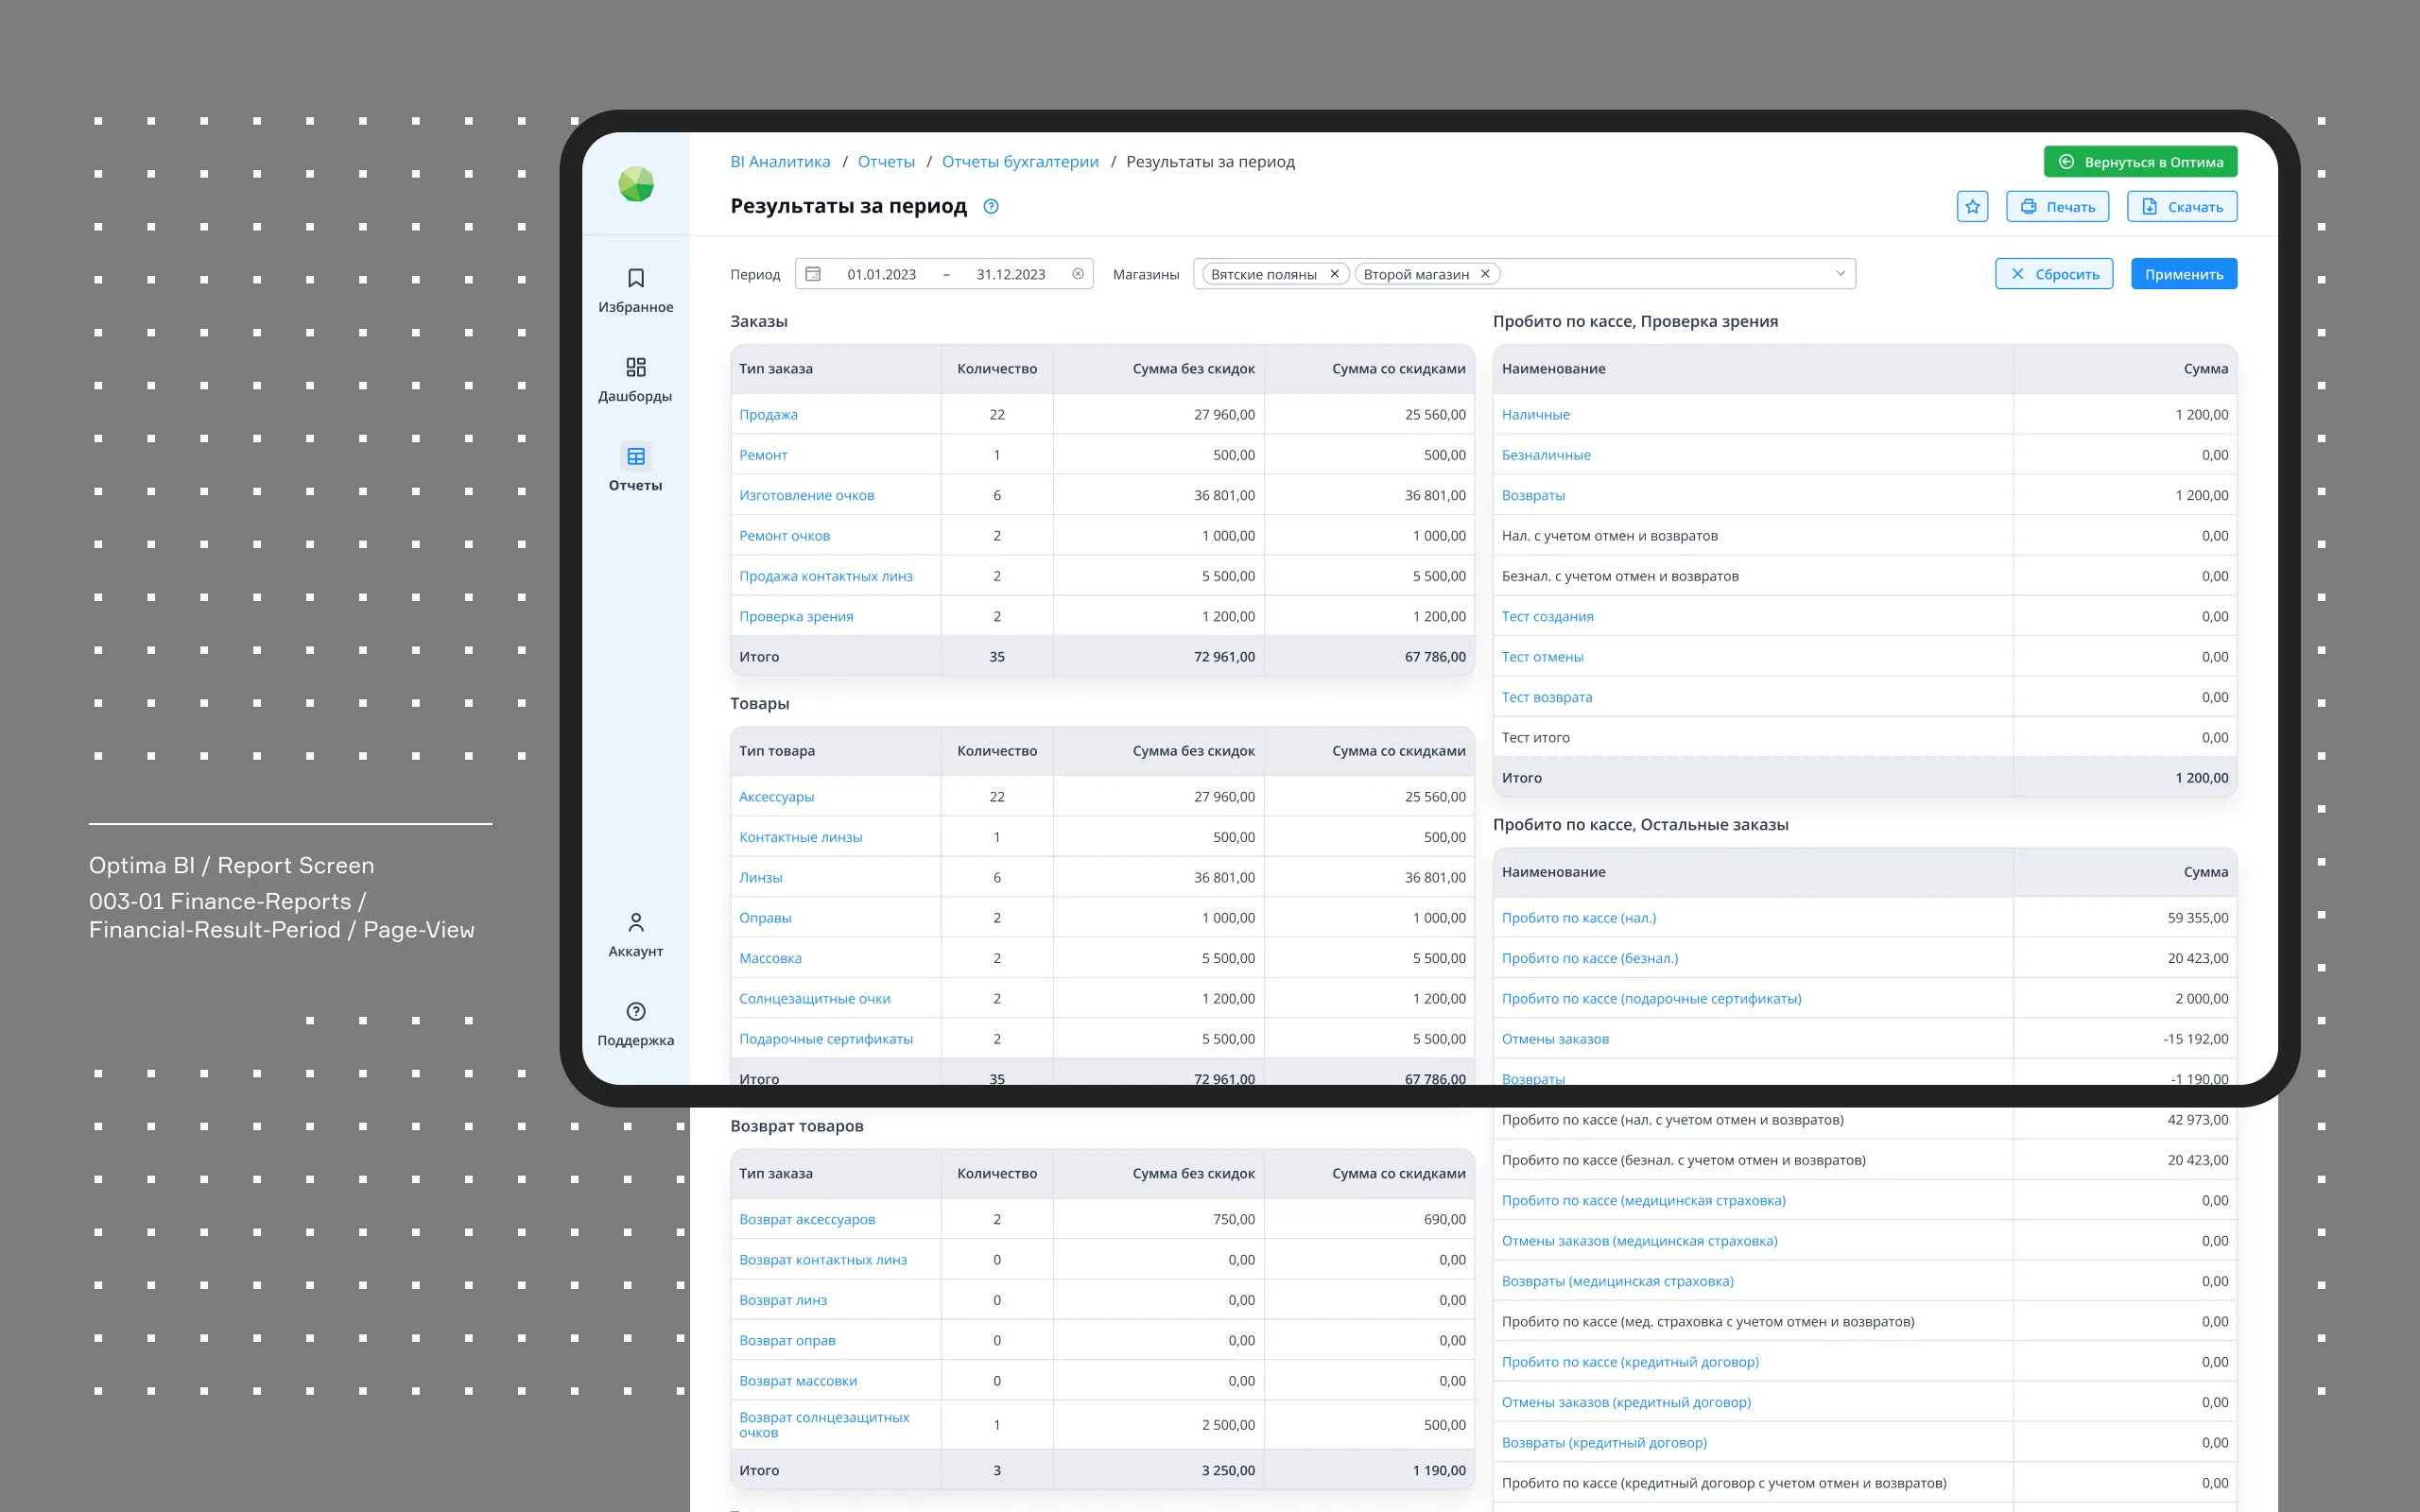 Optima BI / Report Screen
003-01 Finance-Reports /
Financial-Result-Period / Page-View
Избранное
Дашборды
Отчеты
Аккаунт
Поддержка
BI Аналитика / Отчеты / Отчеты бухгалтерии / Результаты за период
Вернуться в Оптима
Результаты за период
Печать
Скачать
Период 01.01.2023 – 31.12.2023 Магазины Вятские поляны Второй магазин Сбросить Применить
Заказы
Тип заказа Количество Сумма без скидок Сумма со скидками
Продажа 22 27 960,00 25 560,00
Ремонт 1 500,00 500,00
Изготовление очков 6 36 801,00 36 801,00
Ремонт очков 2 1 000,00 1 000,00
Продажа контактных линз 2 5 500,00 5 500,00
Проверка зрения 2 1 200,00 1 200,00
Итого 35 72 961,00 67 786,00
Товары
Тип товара Количество Сумма без скидок Сумма со скидками
Аксессуары 22 27 960,00 25 560,00
Контактные линзы 1 500,00 500,00
Линзы 6 36 801,00 36 801,00
Оправы 2 1 000,00 1 000,00
Массовка 2 5 500,00 5 500,00
Солнцезащитные очки 2 1 200,00 1 200,00
Подарочные сертификаты 2 5 500,00 5 500,00
Итого 35 72 961,00 67 786,00
Возврат товаров
Тип заказа Количество Сумма без скидок Сумма со скидками
Возврат аксессуаров 2 750,00 690,00
Возврат контактных линз 0 0,00 0,00
Возврат линз 0 0,00 0,00
Возврат оправ 0 0,00 0,00
Возврат массовки 0 0,00 0,00
Возврат солнцезащитных
очков 1 2 500,00 500,00
Итого 3 3 250,00 1 190,00
Пробито по кассе, Проверка зрения
Наименование Сумма
Наличные 1 200,00
Безналичные 0,00
Возвраты 1 200,00
Нал. с учетом отмен и возвратов 0,00
Безнал. с учетом отмен и возвратов 0,00
Тест создания 0,00
Тест отмены 0,00
Тест возврата 0,00
Тест итого 0,00
Итого 1 200,00
Пробито по кассе, Остальные заказы
Наименование Сумма
Пробито по кассе (нал.) 59 355,00
Пробито по кассе (безнал.) 20 423,00
Пробито по кассе (подарочные сертификаты) 2 000,00
Отмены заказов -15 192,00
Возвраты -1 190,00
Пробито по кассе (нал. с учетом отмен и возвратов) 42 973,00
Пробито по кассе (безнал. с учетом отмен и возвратов) 20 423,00
Пробито по кассе (медицинская страховка) 0,00
Отмены заказов (медицинская страховка) 0,00
Возвраты (медицинская страховка) 0,00
Пробито по кассе (мед. страховка с учетом отмен и возвратов) 0,00
Пробито по кассе (кредитный договор) 0,00
Отмены заказов (кредитный договор) 0,00
Возвраты (кредитный договор) 0,00
Пробито по кассе (кредитный договор с учетом отмен и возвратов) 0,00